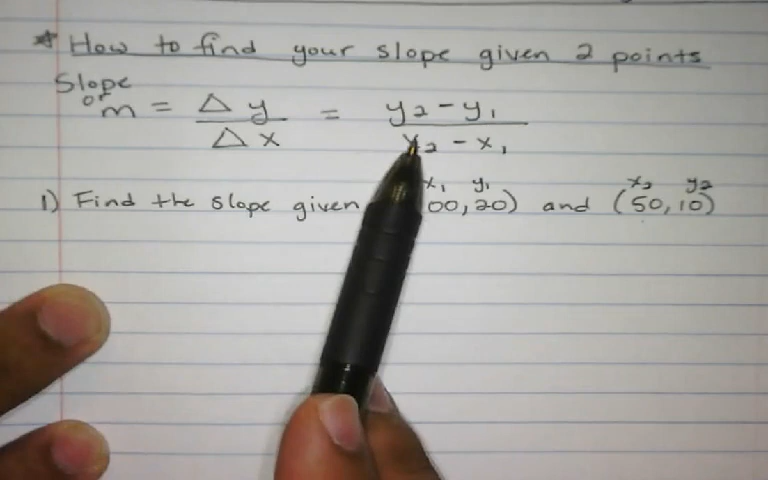 * How to find your slope given 2 points
Slope
or m = Δy / Δx = y₂ - y₁ / x₂ - x₁
x₁ y₁ x₂ y₂
1) Find the slope given 00, 20) and (50, 10)